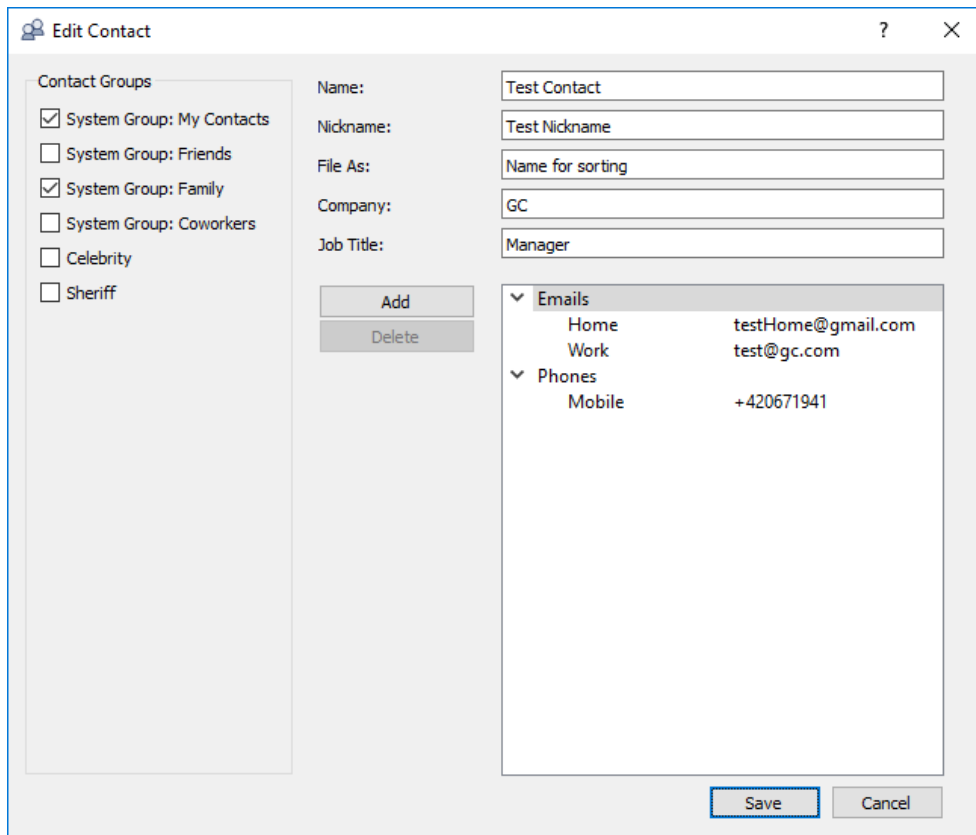 Edit Contact
?
Contact Groups
System Group: My Contacts
System Group: Friends
System Group: Family
System Group: Coworkers
Celebrity
Sheriff
Name: Test Contact
Nickname: Test Nickname
File As: Name for sorting
Company: GC
Job Title: Manager
Add
Delete
Emails
Home testHome@gmail.com
Work test@gc.com
Phones
Mobile +420671941
Save Cancel